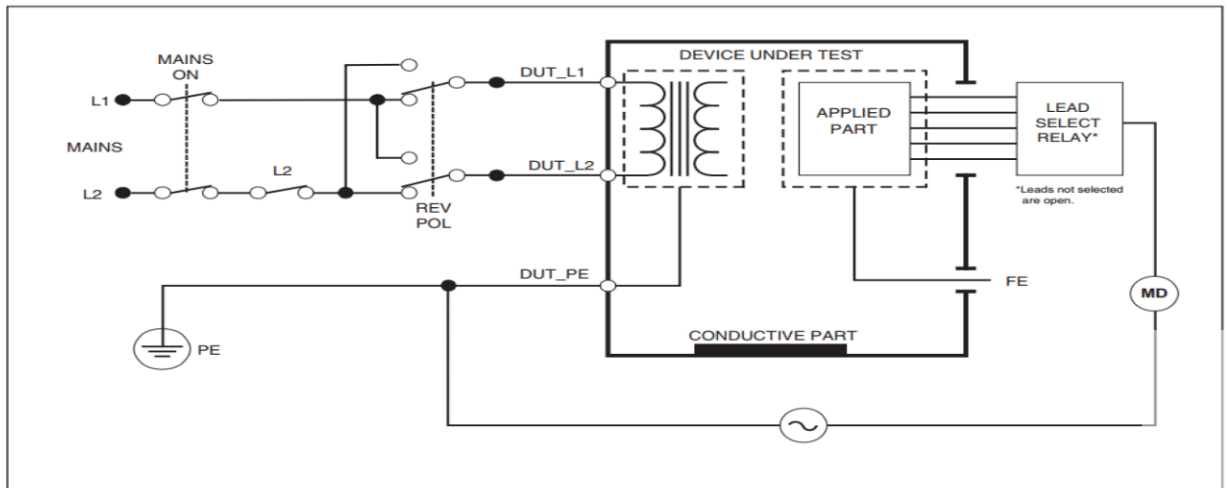 MAINS
ON
L1
MAINS
L2
L2
REV
POL
DUT_L1
DUT_L2
DUT_PE
PE
DEVICE UNDER TEST
APPLIED
PART
LEAD
SELECT
RELAY*
*Leads not selected
are open.
FE
MD
CONDUCTIVE PART